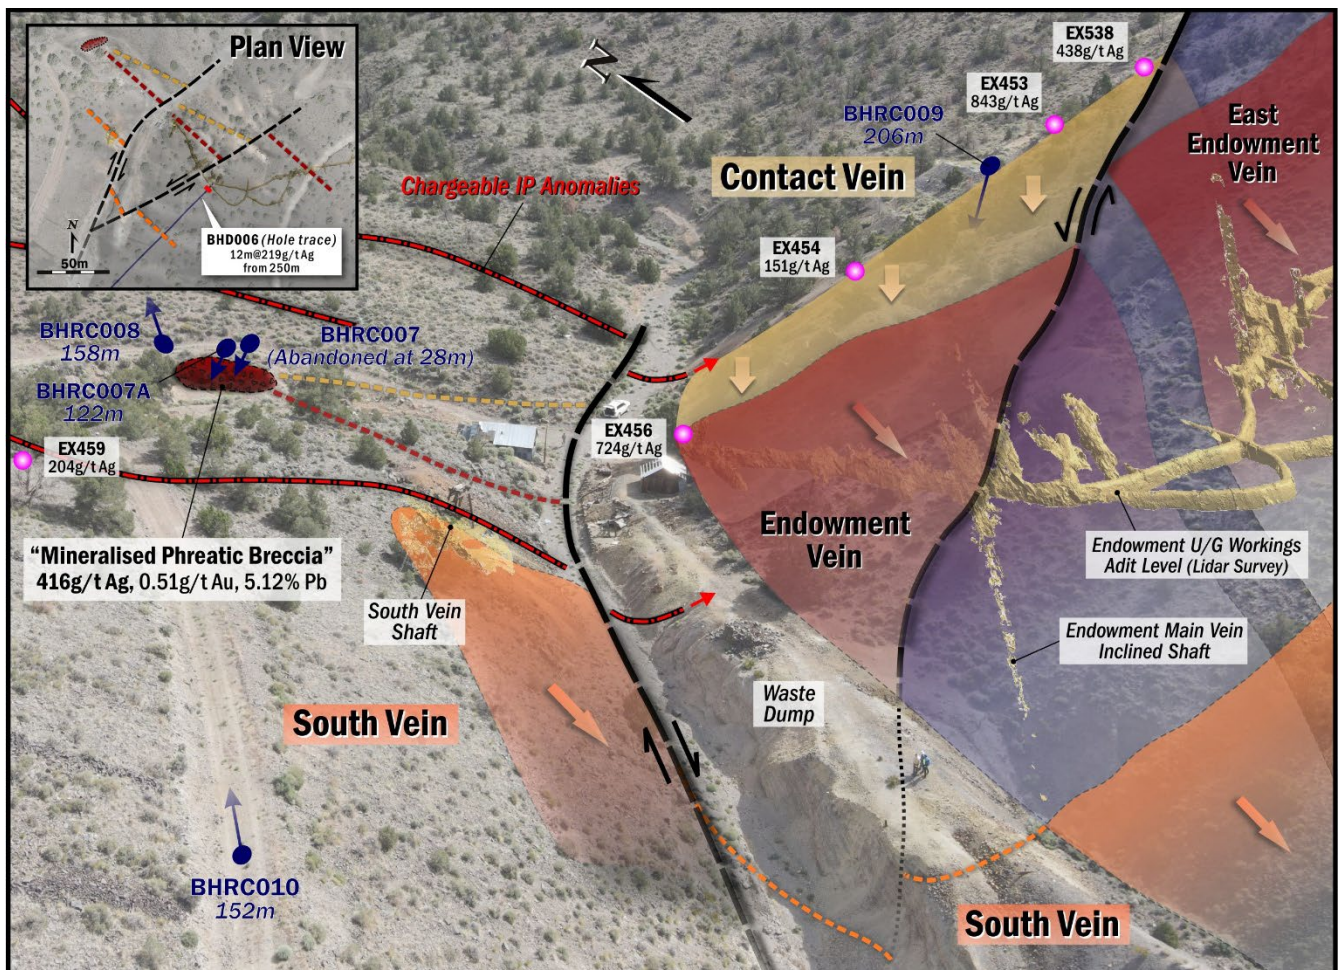 Plan View
N
50m
BHD006 (Hole trace)
12m@219g/t Ag
from 250m
N
EX538
438g/t Ag
EX453
843g/t Ag
BHRC009
206m
East
Endowment
Vein
Contact Vein
Chargeable IP Anomalies
EX454
151g/t Ag
BHRC008
158m
BHRC007
(Abandoned at 28m)
BHRC007A
122m
EX459
204g/t Ag
EX456
724g/t Ag
"Mineralised Phreatic Breccia"
416g/t Ag, 0.51g/t Au, 5.12% Pb
Endowment
Vein
Endowment U/G Workings
Adit Level (Lidar Survey)
South Vein
Shaft
Endowment Main Vein
Inclined Shaft
South Vein
Waste
Dump
BHRC010
152m
South Vein